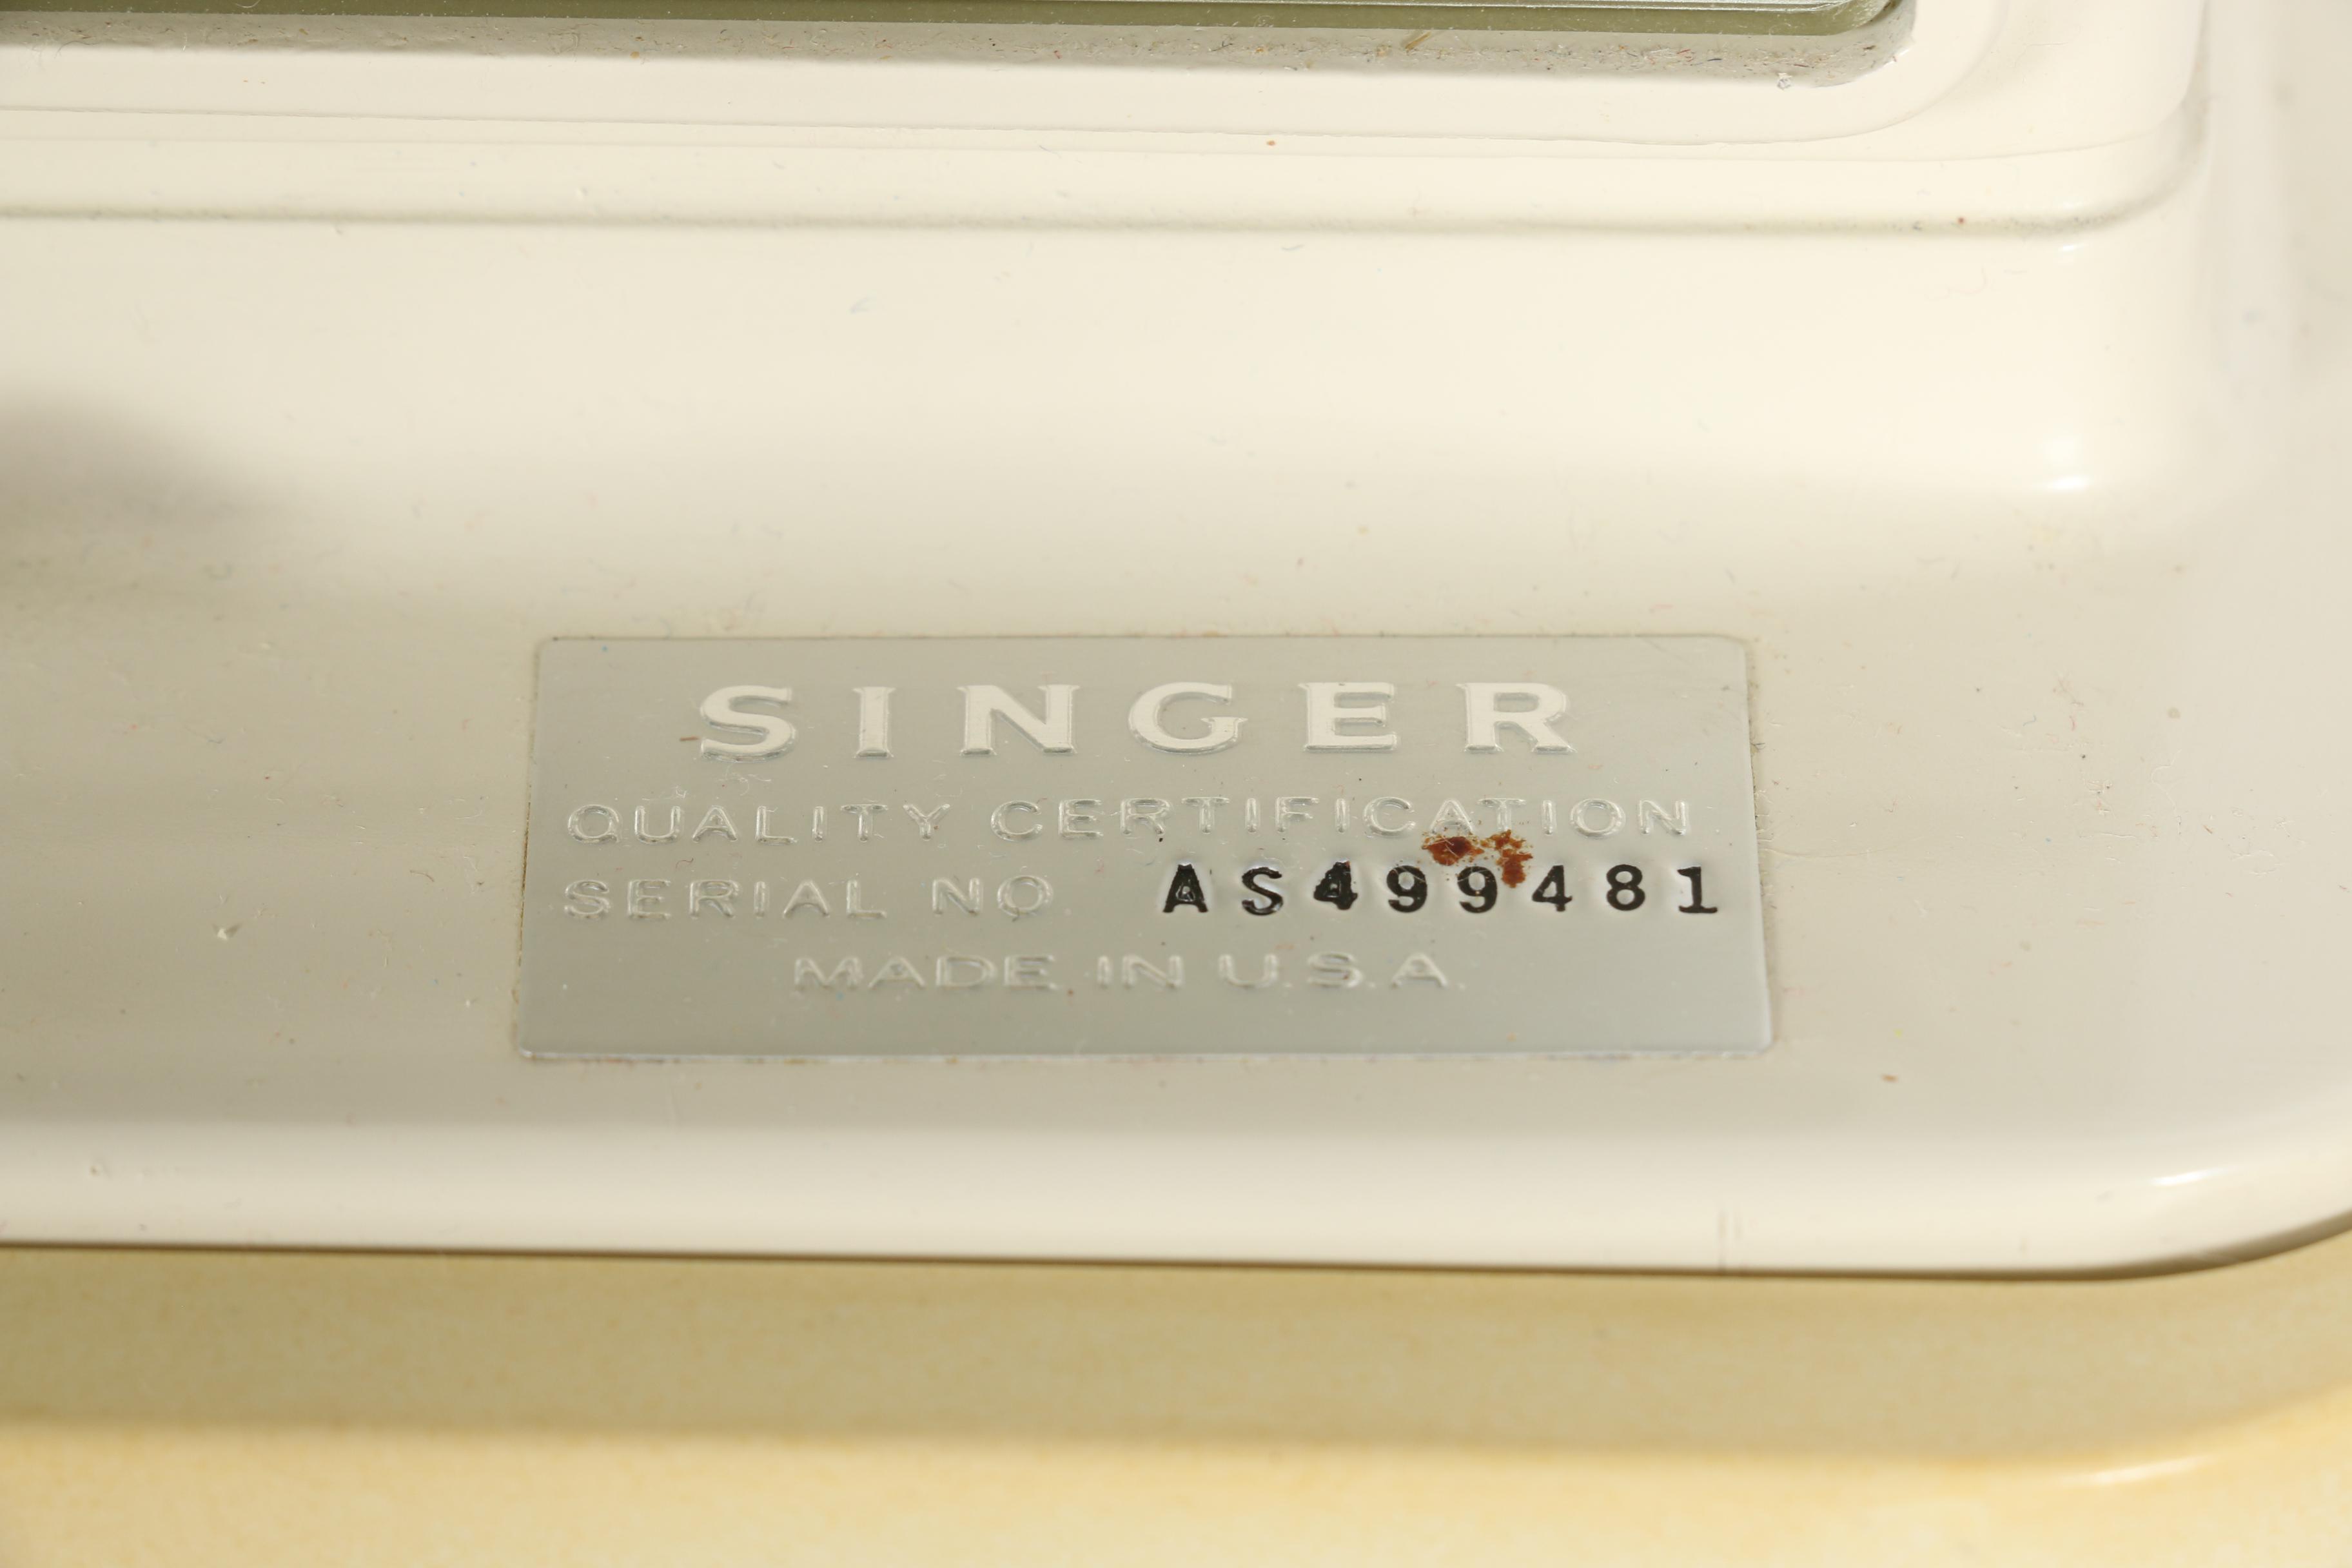 SINGER
QUALITY CERTIFICATION
SERIAL NO AS499481
MADE IN U.S.A.